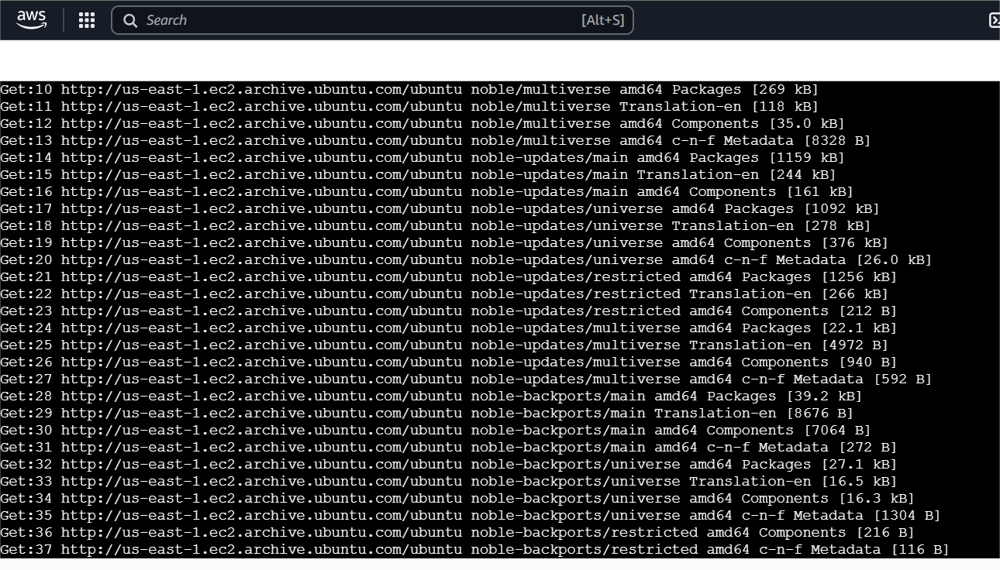 aws
Search [Alt+S]
Get:10 http://us-east-1.ec2.archive.ubuntu.com/ubuntu noble/multiverse amd64 Packages [269 kB]
Get:11 http://us-east-1.ec2.archive.ubuntu.com/ubuntu noble/multiverse Translation-en [118 kB]
Get:12 http://us-east-1.ec2.archive.ubuntu.com/ubuntu noble/multiverse amd64 Components [35.0 kB]
Get:13 http://us-east-1.ec2.archive.ubuntu.com/ubuntu noble/multiverse amd64 c-n-f Metadata [8328 B]
Get:14 http://us-east-1.ec2.archive.ubuntu.com/ubuntu noble-updates/main amd64 Packages [1159 kB]
Get:15 http://us-east-1.ec2.archive.ubuntu.com/ubuntu noble-updates/main Translation-en [244 kB]
Get:16 http://us-east-1.ec2.archive.ubuntu.com/ubuntu noble-updates/main amd64 Components [161 kB]
Get:17 http://us-east-1.ec2.archive.ubuntu.com/ubuntu noble-updates/universe amd64 Packages [1092 kB]
Get:18 http://us-east-1.ec2.archive.ubuntu.com/ubuntu noble-updates/universe Translation-en [278 kB]
Get:19 http://us-east-1.ec2.archive.ubuntu.com/ubuntu noble-updates/universe amd64 Components [376 kB]
Get:20 http://us-east-1.ec2.archive.ubuntu.com/ubuntu noble-updates/universe amd64 c-n-f Metadata [26.0 kB]
Get:21 http://us-east-1.ec2.archive.ubuntu.com/ubuntu noble-updates/restricted amd64 Packages [1256 kB]
Get:22 http://us-east-1.ec2.archive.ubuntu.com/ubuntu noble-updates/restricted Translation-en [266 kB]
Get:23 http://us-east-1.ec2.archive.ubuntu.com/ubuntu noble-updates/restricted amd64 Components [212 B]
Get:24 http://us-east-1.ec2.archive.ubuntu.com/ubuntu noble-updates/multiverse amd64 Packages [22.1 kB]
Get:25 http://us-east-1.ec2.archive.ubuntu.com/ubuntu noble-updates/multiverse Translation-en [4972 B]
Get:26 http://us-east-1.ec2.archive.ubuntu.com/ubuntu noble-updates/multiverse amd64 Components [940 B]
Get:27 http://us-east-1.ec2.archive.ubuntu.com/ubuntu noble-updates/multiverse amd64 c-n-f Metadata [592 B]
Get:28 http://us-east-1.ec2.archive.ubuntu.com/ubuntu noble-backports/main amd64 Packages [39.2 kB]
Get:29 http://us-east-1.ec2.archive.ubuntu.com/ubuntu noble-backports/main Translation-en [8676 B]
Get:30 http://us-east-1.ec2.archive.ubuntu.com/ubuntu noble-backports/main amd64 Components [7064 B]
Get:31 http://us-east-1.ec2.archive.ubuntu.com/ubuntu noble-backports/main amd64 c-n-f Metadata [272 B]
Get:32 http://us-east-1.ec2.archive.ubuntu.com/ubuntu noble-backports/universe amd64 Packages [27.1 kB]
Get:33 http://us-east-1.ec2.archive.ubuntu.com/ubuntu noble-backports/universe Translation-en [16.5 kB]
Get:34 http://us-east-1.ec2.archive.ubuntu.com/ubuntu noble-backports/universe amd64 Components [16.3 kB]
Get:35 http://us-east-1.ec2.archive.ubuntu.com/ubuntu noble-backports/universe amd64 c-n-f Metadata [1304 B]
Get:36 http://us-east-1.ec2.archive.ubuntu.com/ubuntu noble-backports/restricted amd64 Components [216 B]
Get:37 http://us-east-1.ec2.archive.ubuntu.com/ubuntu noble-backports/restricted amd64 c-n-f Metadata [116 B]